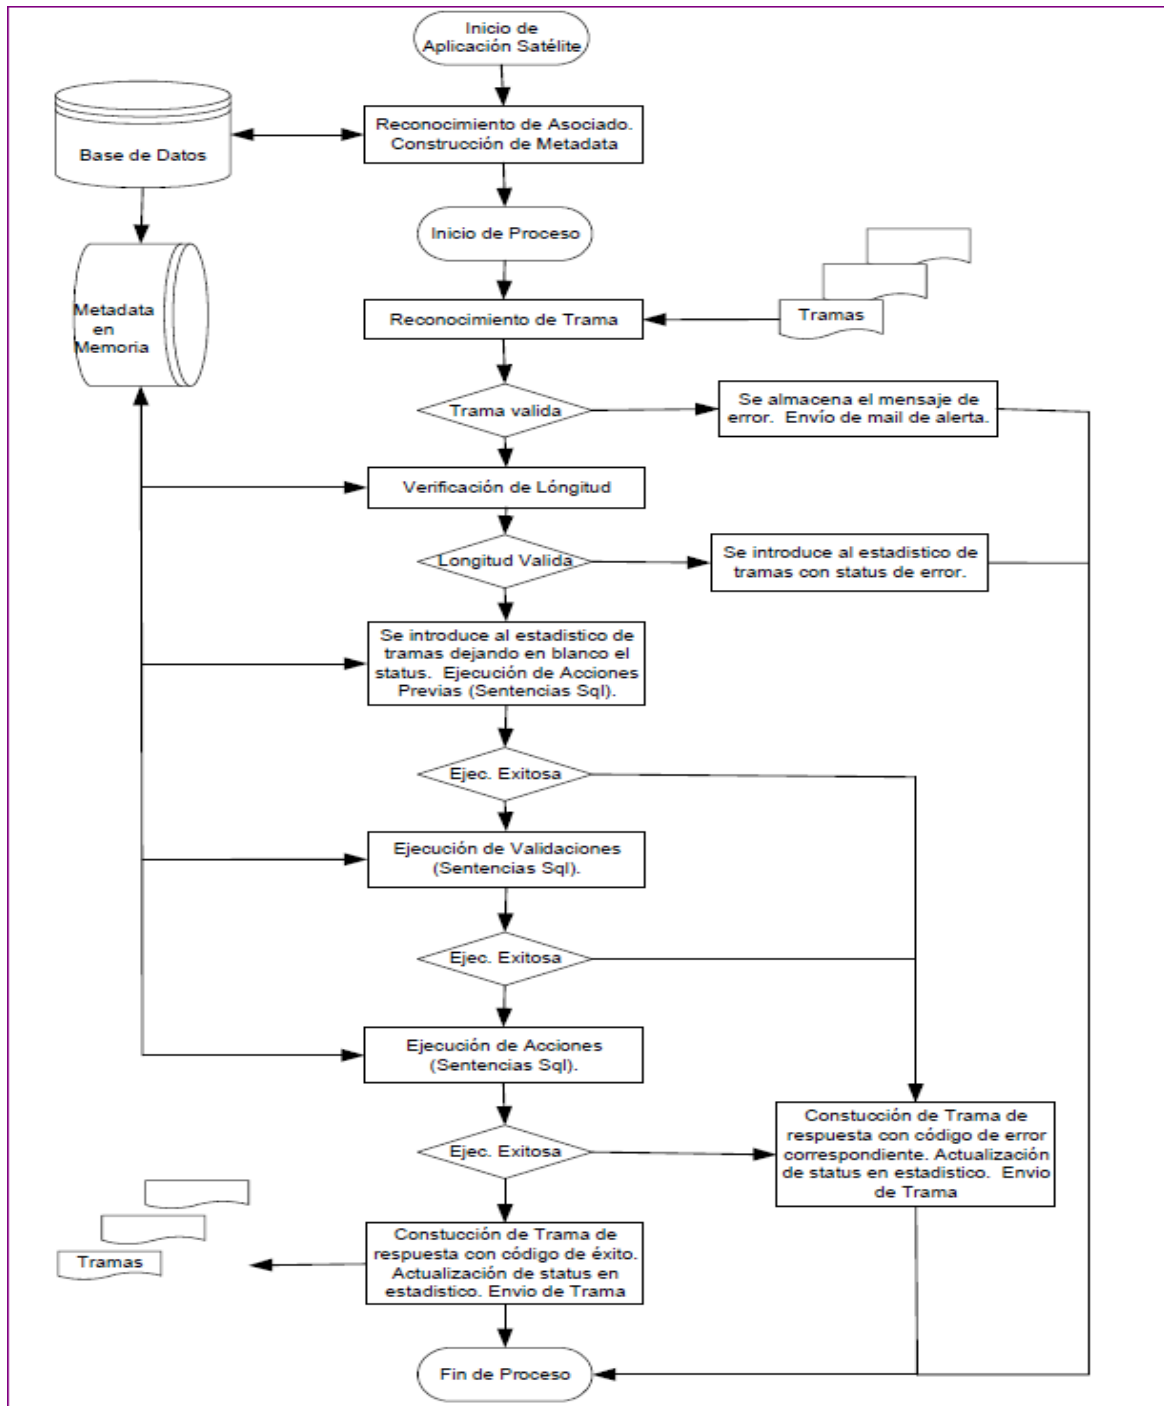 Inicio de
Aplicación Satélite
Reconocimiento de Asociado.
Construcción de Metadata
Base de Datos
Inicio de Proceso
Metadata
en
Memoria
Reconocimiento de Trama
Tramas
Trama valida
Se almacena el mensaje de
error. Envío de mail de alerta.
Verificación de Lóngitud
Longitud Valida
Se introduce al estadistico de
tramas con status de error.
Se introduce al estadistico de
tramas dejando en blanco el
status. Ejecución de Acciones
Previas (Sentencias Sql).
Ejec. Exitosa
Ejecución de Validaciones
(Sentencias Sql).
Ejec. Exitosa
Ejecución de Acciones
(Sentencias Sql).
Ejec. Exitosa
Constucción de Trama de
respuesta con código de error
correspondiente. Actualización
de status en estadistico. Envio
de Trama
Tramas
Constucción de Trama de
respuesta con código de éxito.
Actualización de status en
estadistico. Envio de Trama
Fin de Proceso